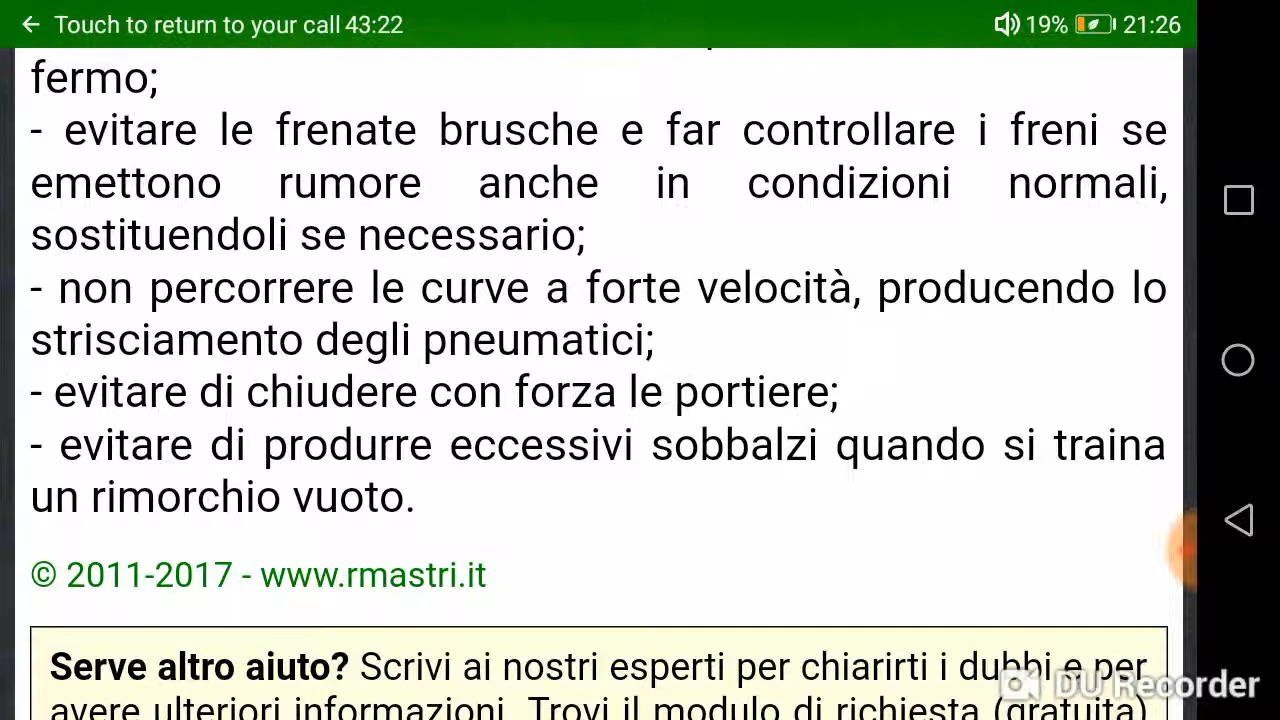 Touch to return to your call 43:22
19% 21:26
fermo;
- evitare le frenate brusche e far controllare i freni se
emettono rumore anche in condizioni normali,
sostituendoli se necessario;
- non percorrere le curve a forte velocità, producendo lo
strisciamento degli pneumatici;
- evitare di chiudere con forza le portiere;
- evitare di produrre eccessivi sobbalzi quando si traina
un rimorchio vuoto.
© 2011-2017 - www.rmastri.it
Serve altro aiuto? Scrivi ai nostri esperti per chiarirti i dubbi e per
avere ulteriori informazioni. Trovi il modulo di richiesta (gratuita)
DU Recorder